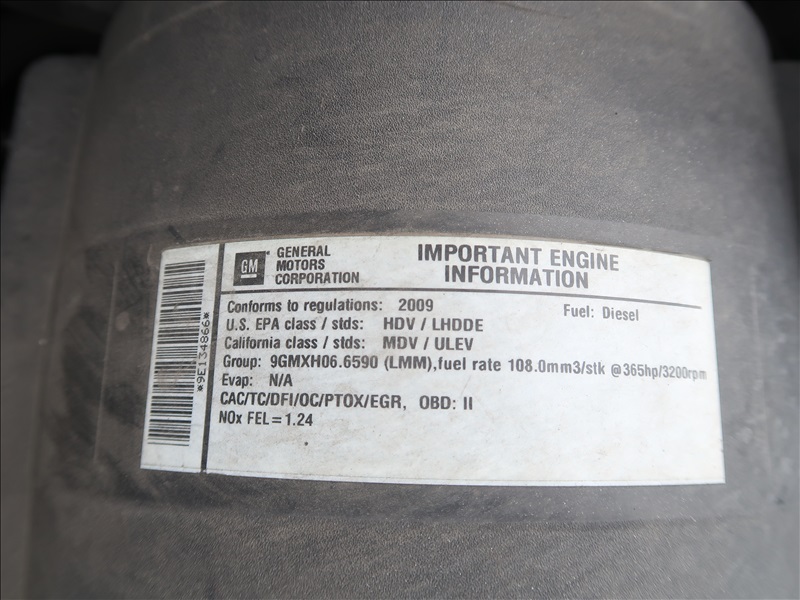 *9E134866*
GM
GENERAL
MOTORS
CORPORATION
IMPORTANT ENGINE
INFORMATION
Conforms to regulations: 2009 Fuel: Diesel
U.S. EPA class / stds: HDV / LHDDE
California class / stds: MDV / ULEV
Group: 9GMXH06.6590 (LMM),fuel rate 108.0mm3/stk @365hp/3200rpm
Evap: N/A
CAC/TC/DFI/OC/PTOX/EGR, OBD: II
NOx FEL=1.24